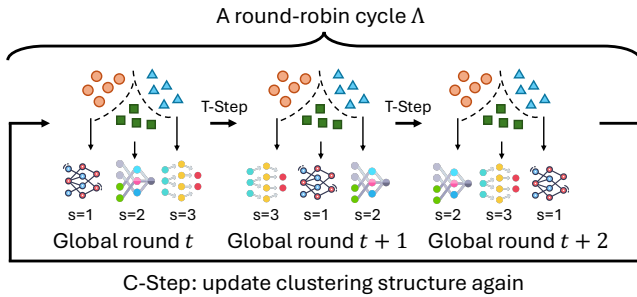 A round-robin cycle Λ
T-Step
T-Step
s=1 s=2 s=3
s=3 s=1 s=2
s=2 s=3 s=1
Global round t
Global round t + 1
Global round t + 2
C-Step: update clustering structure again